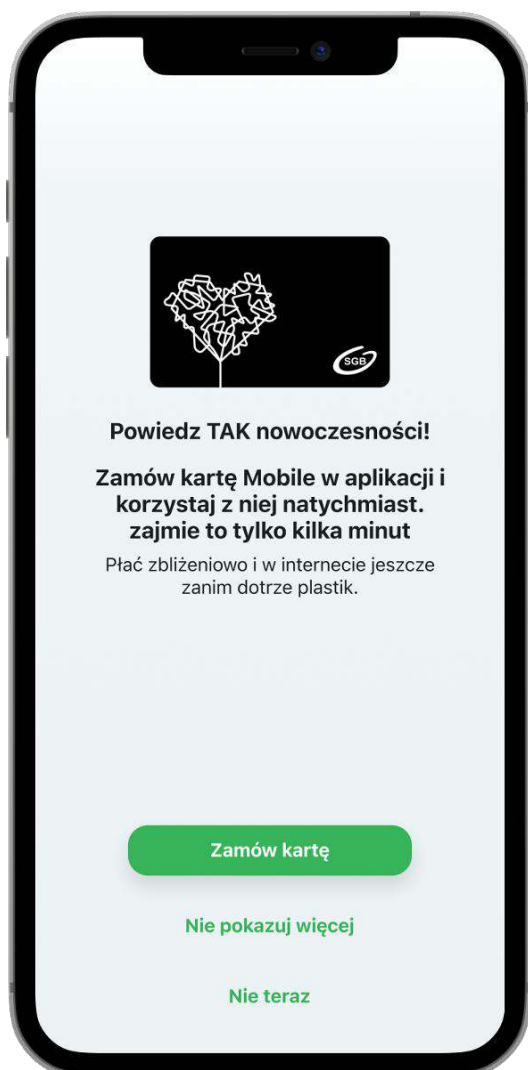 SGB
Powiedz TAK nowoczesności!
Zamów kartę Mobile w aplikacji i
korzystaj z niej natychmiast.
zajmie to tylko kilka minut
Płać zbliżeniowo i w internecie jeszcze
zanim dotrze plastik.
Zamów kartę
Nie pokazuj więcej
Nie teraz